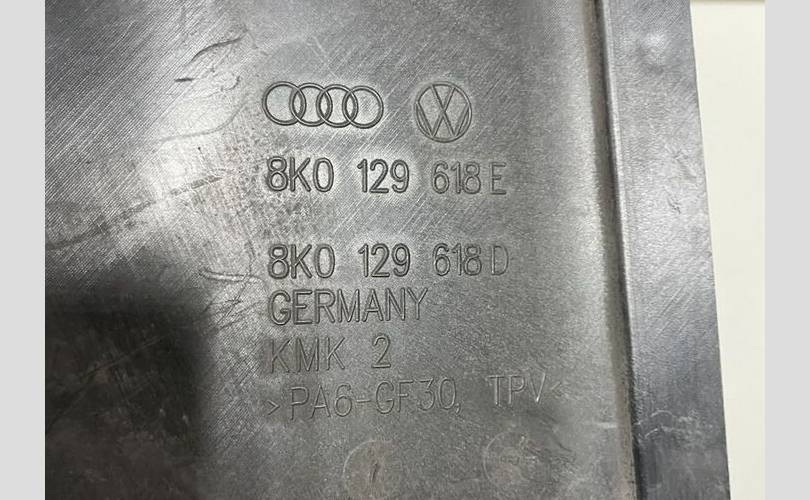 8K0 129 618 E
8K0 129 618 D
GERMANY
KMK 2
>PA6-GF30, TPV<